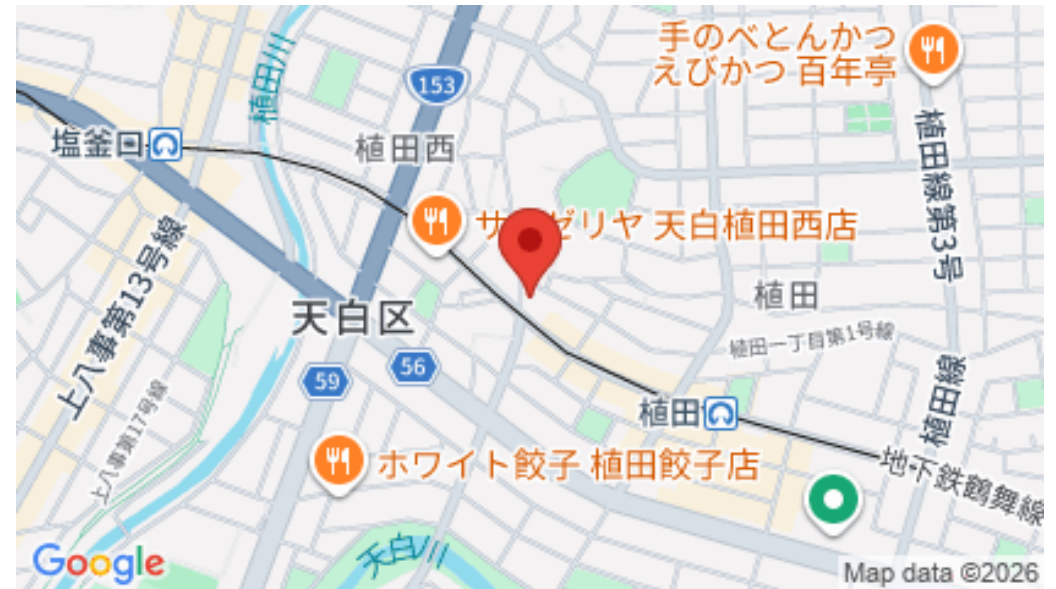 手のべとんかつ
えびかつ 百年亭
植田川
153
塩釜口
植田西
植田線第3号
サ
ゼリヤ 天白植田西店
上八事第13号線
天白区
植田
植田一丁目第1号線
59
56
植田線
植田
上八事第17号線
ホワイト餃子 植田餃子店
地下鉄鶴舞線
天白川
Google
Map data ©2026